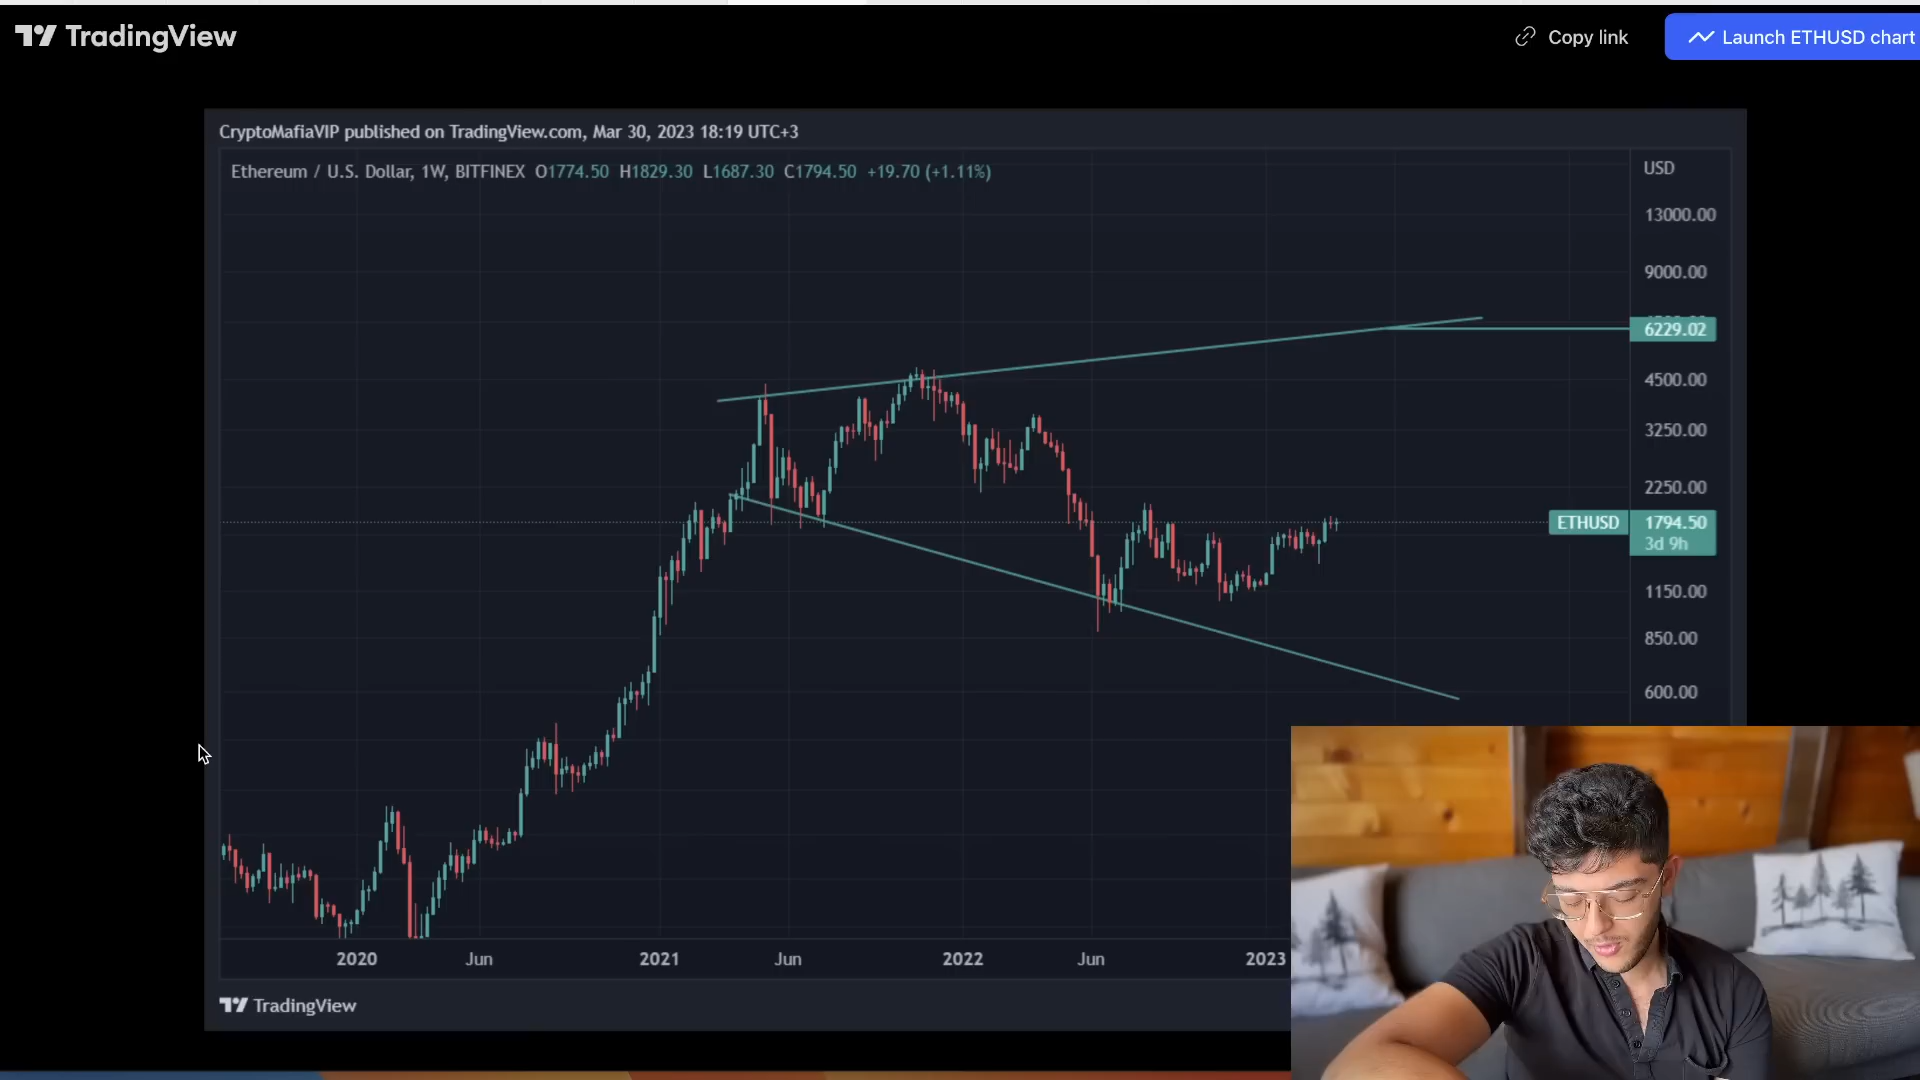 TradingView
Copy link
Launch ETHUSD chart
CryptoMafiaVIP published on TradingView.com, Mar 30, 2023 18:19 UTC+3
Ethereum / U.S. Dollar, 1W, BITFINEX O1774.50 H1829.30 L1687.30 C1794.50 +19.70 (+1.11%)
USD
13000.00
9000.00
6229.02
4500.00
3250.00
2250.00
ETHUSD 1794.50
3d 9h
1150.00
850.00
600.00
2020 Jun 2021 Jun 2022 Jun 2023
TradingView